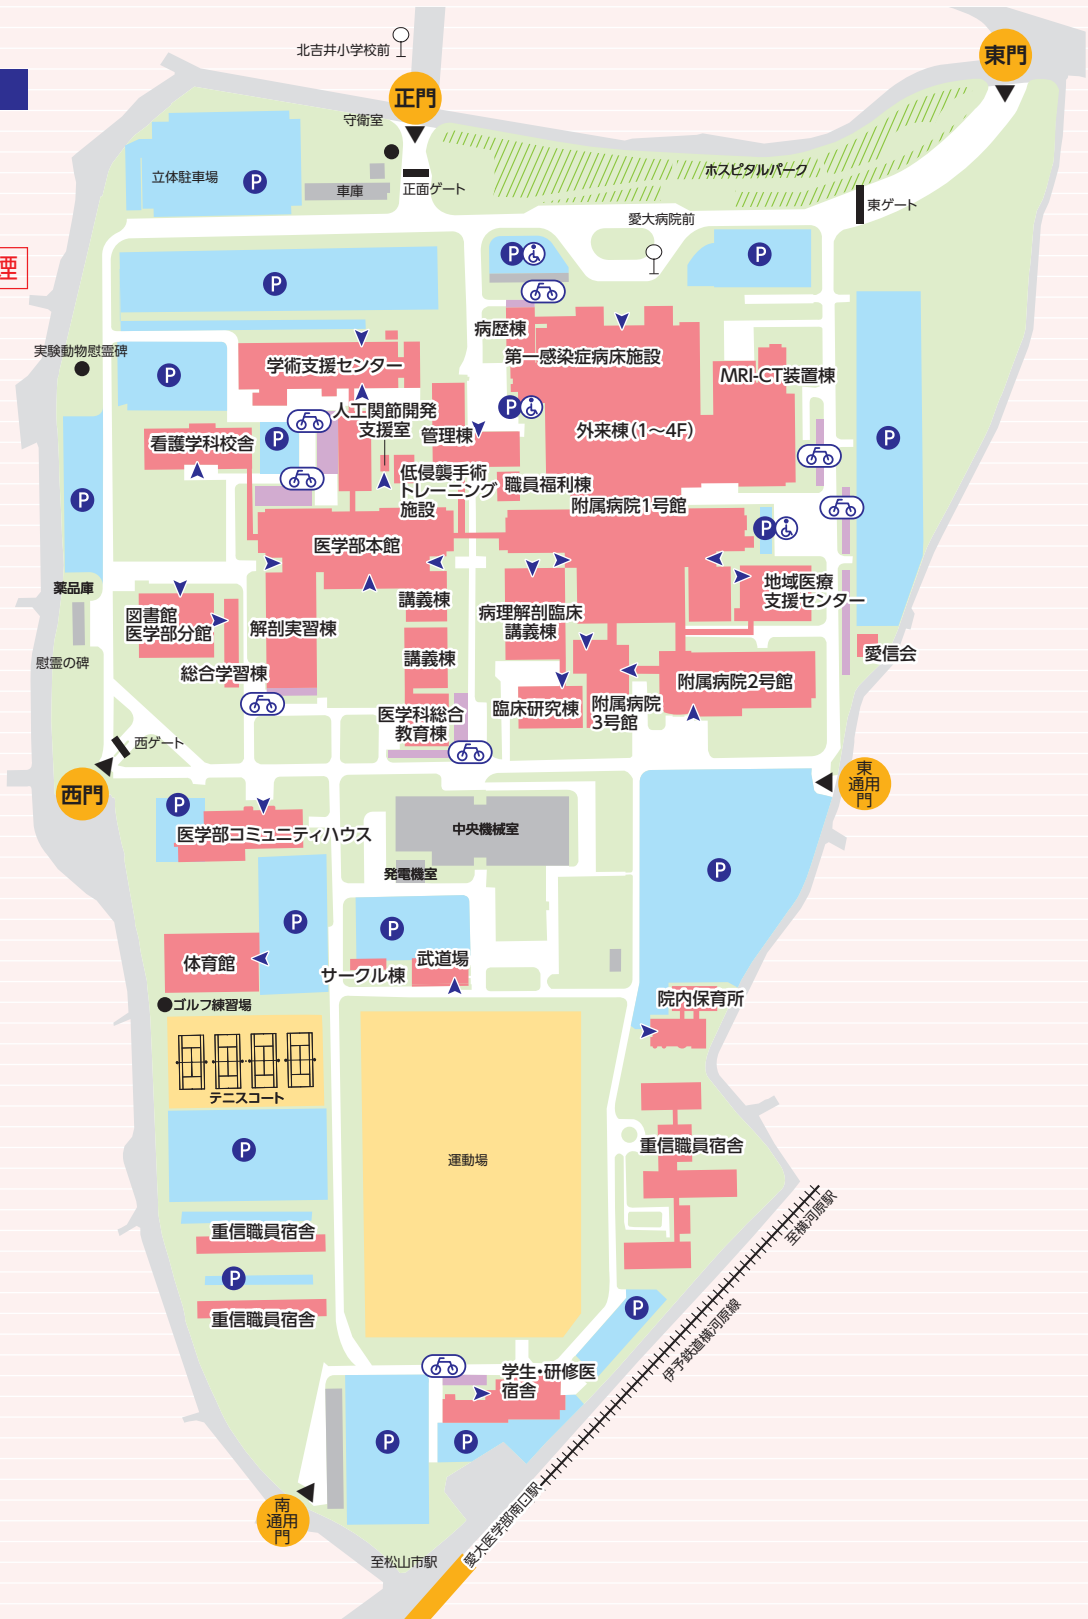 北吉井小学校前
東門
正門
守衛室
ホスピタルパーク
立体駐車場
P
車庫
正面ゲート
東ゲート
愛大病院前
P
P
煙
P
病歴棟
実験動物慰霊碑
学術支援センター
第一感染症病床施設
MRI-CT装置棟
P
人工関節開発
支援室
P
管理棟
外来棟(1～4F)
看護学科校舎
P
P
低侵襲手術
トレーニング
施設
職員福利棟
附属病院1号館
P
P
医学部本館
薬品庫
図書館
医学部分館
講義棟
病理解剖臨床
講義棟
地域医療
支援センター
解剖実習棟
慰霊の碑
総合学習棟
講義棟
愛信会
附属病院2号館
医学科総合
教育棟
臨床研究棟
附属病院
3号館
西ゲート
西門
東
通用
門
P
医学部コミュニティハウス
中央機械室
発電機室
P
P
P
体育館
サークル棟
武道場
ゴルフ練習場
院内保育所
テニスコート
P
運動場
重信職員宿舎
重信職員宿舎
P
重信職員宿舎
至横河原駅
伊予鉄道横河原線
P
学生・研修医
宿舎
P
P
南
通用
門
愛大医学部南口駅
至松山市駅